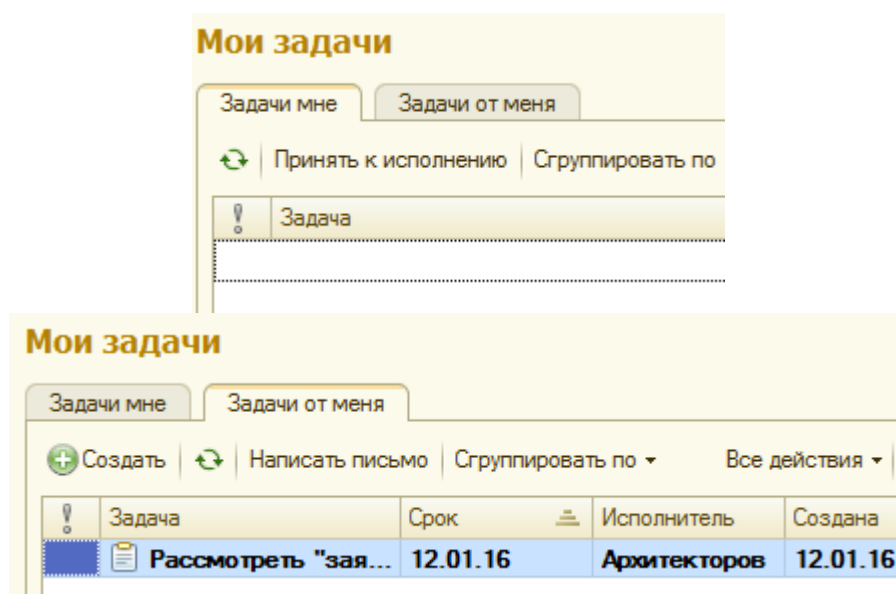 Мои задачи
Задачи мне Задачи от меня
Принять к исполнению Сгруппировать по
Задача
Мои задачи
Задачи мне Задачи от меня
Создать Написать письмо Сгруппировать по Все действия
Задача Срок Исполнитель Создана
Рассмотреть "зая... 12.01.16 Архитекторов 12.01.16